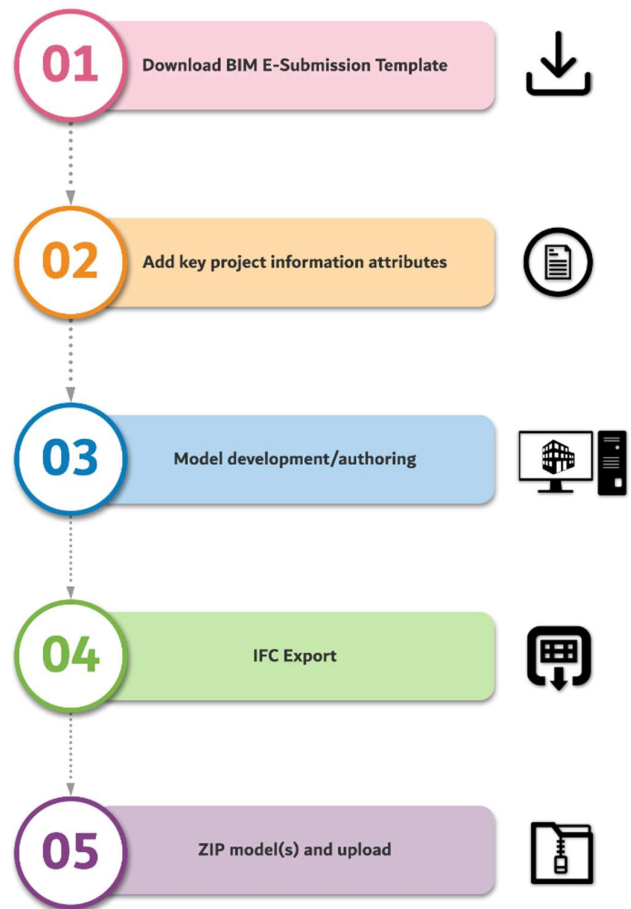 01
Download BIM E-Submission Template
02
Add key project information attributes
03
Model development/authoring
04
IFC Export
05
ZIP model(s) and upload